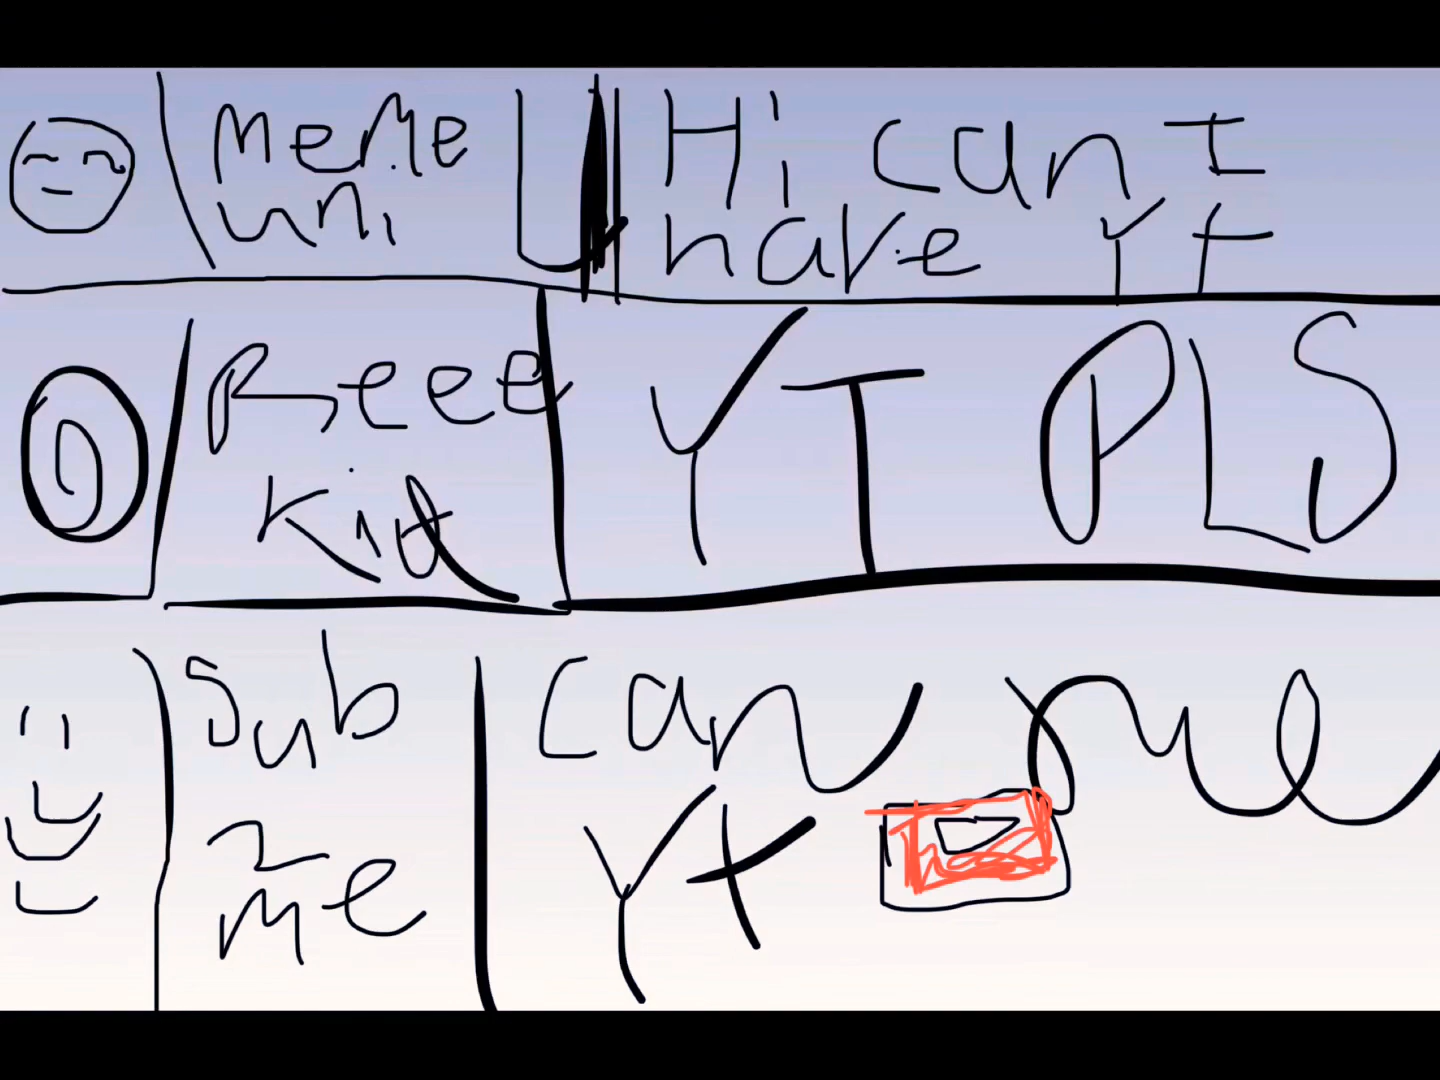 MeMe
uni
Hi can I
have Yt
Reee
Kid
YT PLS
Sub
2
me
can me
Yt